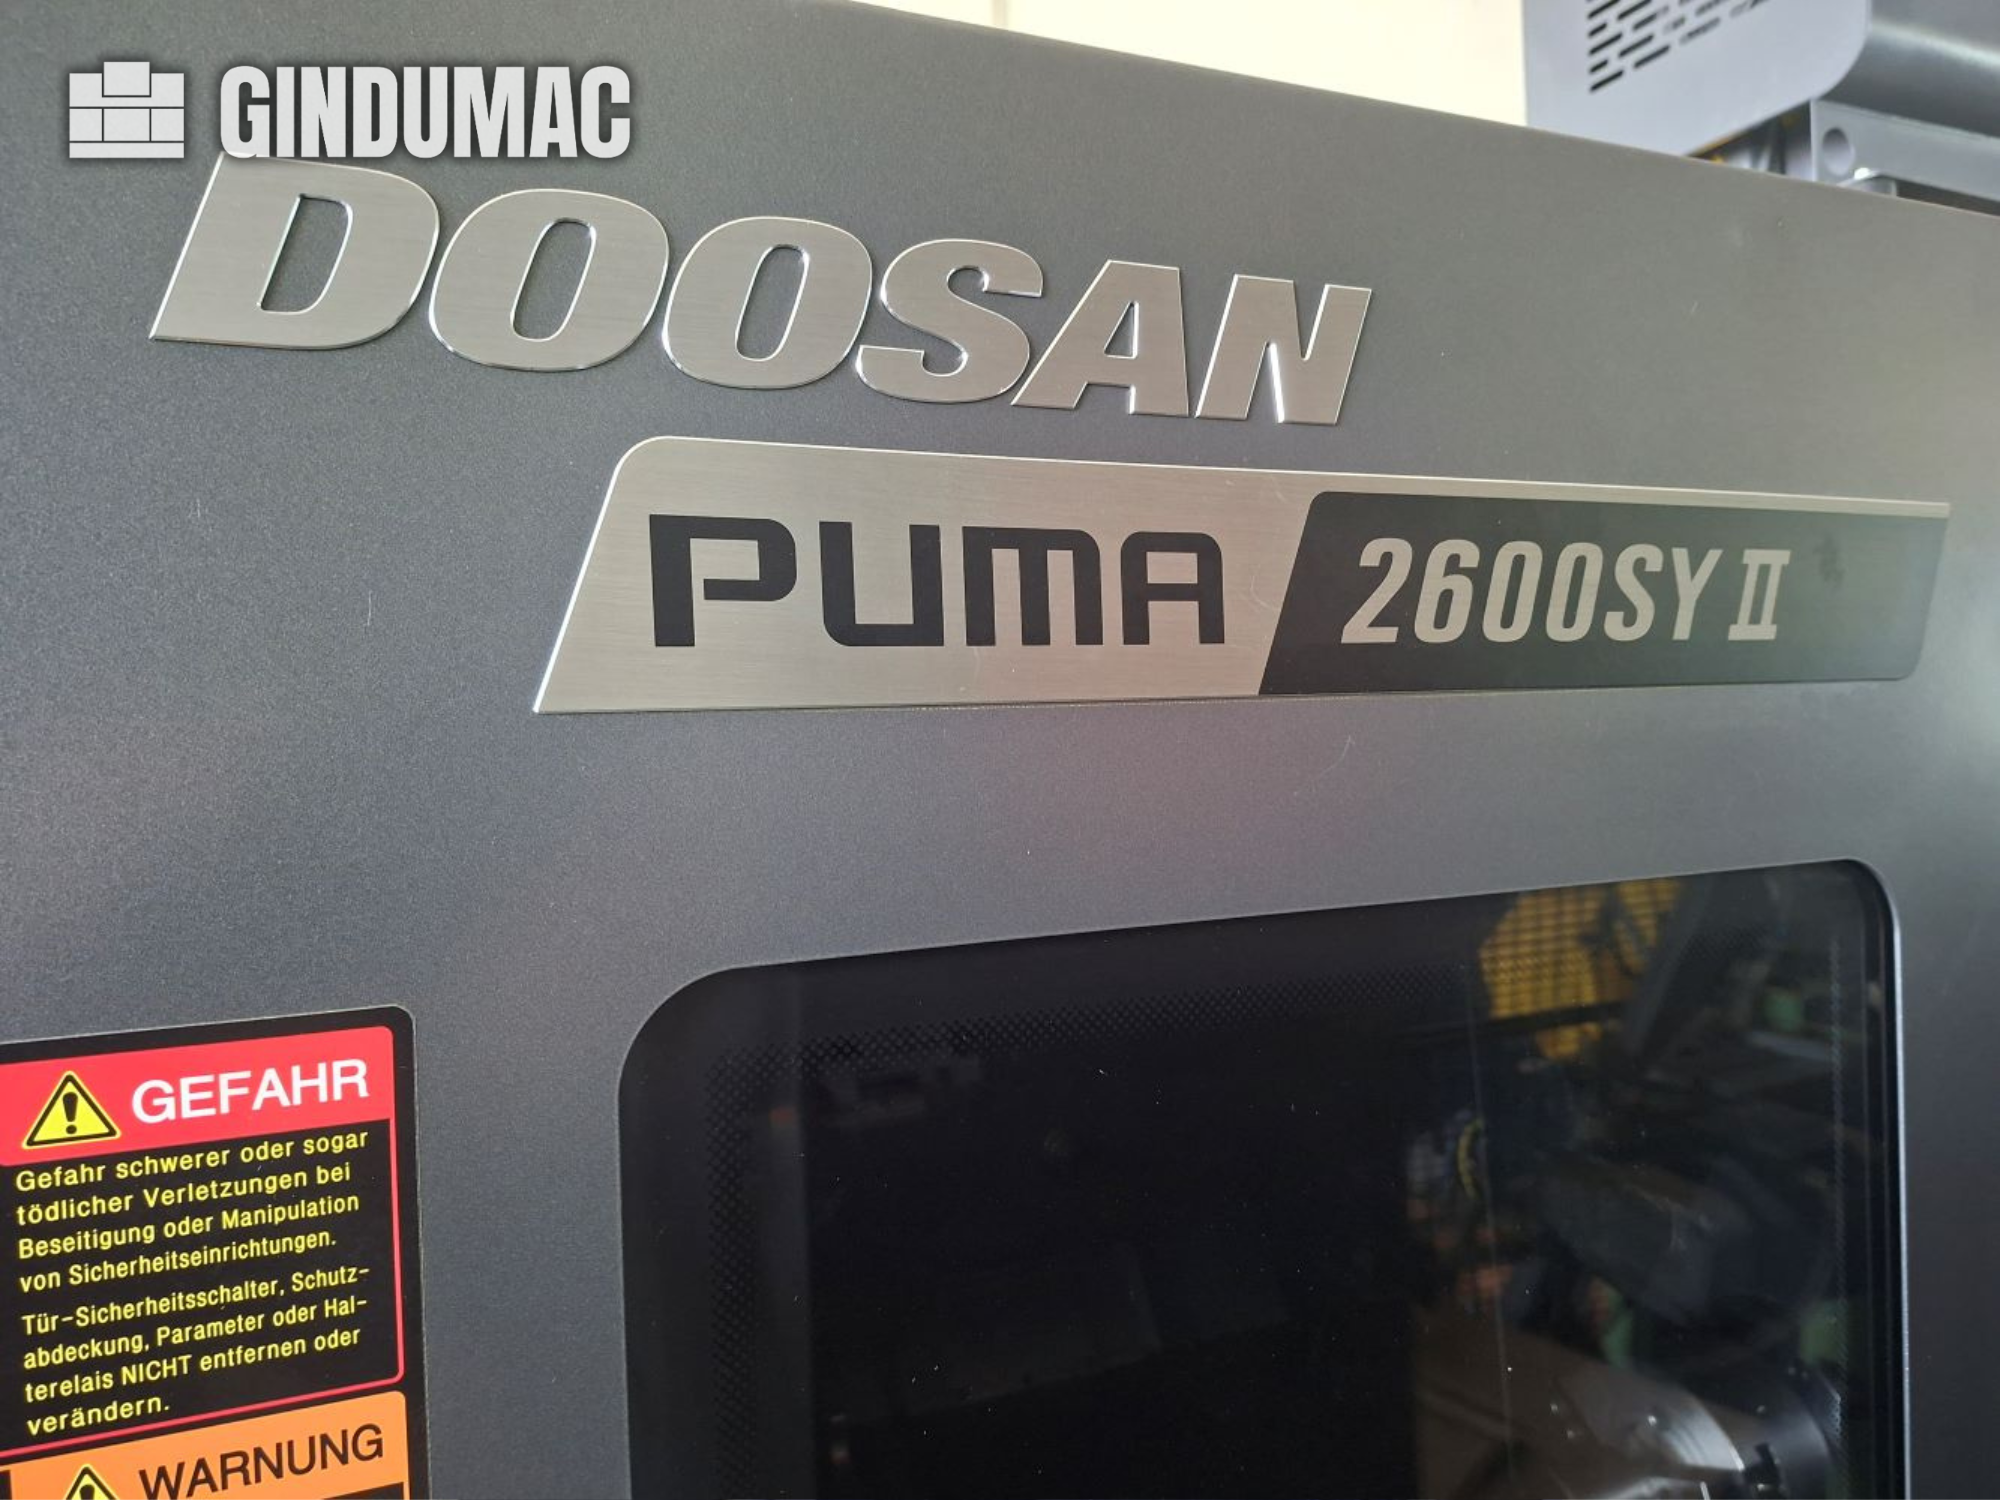 GINDUMAC
DOOSAN
PUMA 2600SY II
GEFAHR
Gefahr schwerer oder sogar
tödlicher Verletzungen bei
Beseitigung oder Manipulation
von Sicherheitseinrichtungen.
Tür-Sicherheitsschalter, Schutz-
abdeckung, Parameter oder Hal-
terelais NICHT entfernen oder
verändern.
WARNUNG